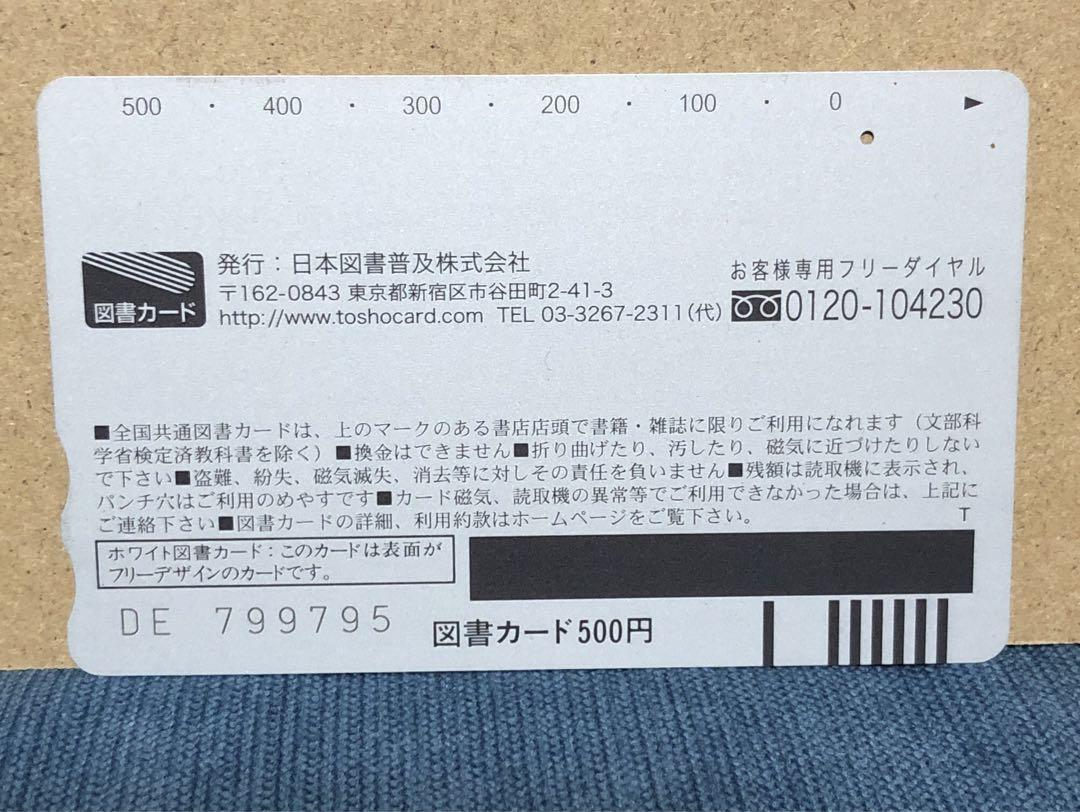 500 ・ 400 ・ 300 ・ 200 ・ 100 ・ 0 ▶
図書カード
発行：日本図書普及株式会社
〒162-0843 東京都新宿区市谷田町2-41-3
http://www.toshocard.com TEL 03-3267-2311(代)
お客様専用フリーダイヤル
0120-104230
■全国共通図書カードは、上のマークのある書店店頭で書籍・雑誌に限りご利用になれます（文部科
学省検定済教科書を除く）■換金はできません■折り曲げたり、汚したり、磁気に近づけたりしない
で下さい■盗難、紛失、磁気滅失、消去等に対しその責任を負いません■残額は読取機に表示され、
パンチ穴はご利用のめやすです■カード磁気、読取機の異常等でご利用できなかった場合は、上記に
ご連絡下さい■図書カードの詳細、利用約款はホームページをご覧下さい。
T
ホワイト図書カード：このカードは表面が
フリーデザインのカードです。
DE 799795
図書カード500円